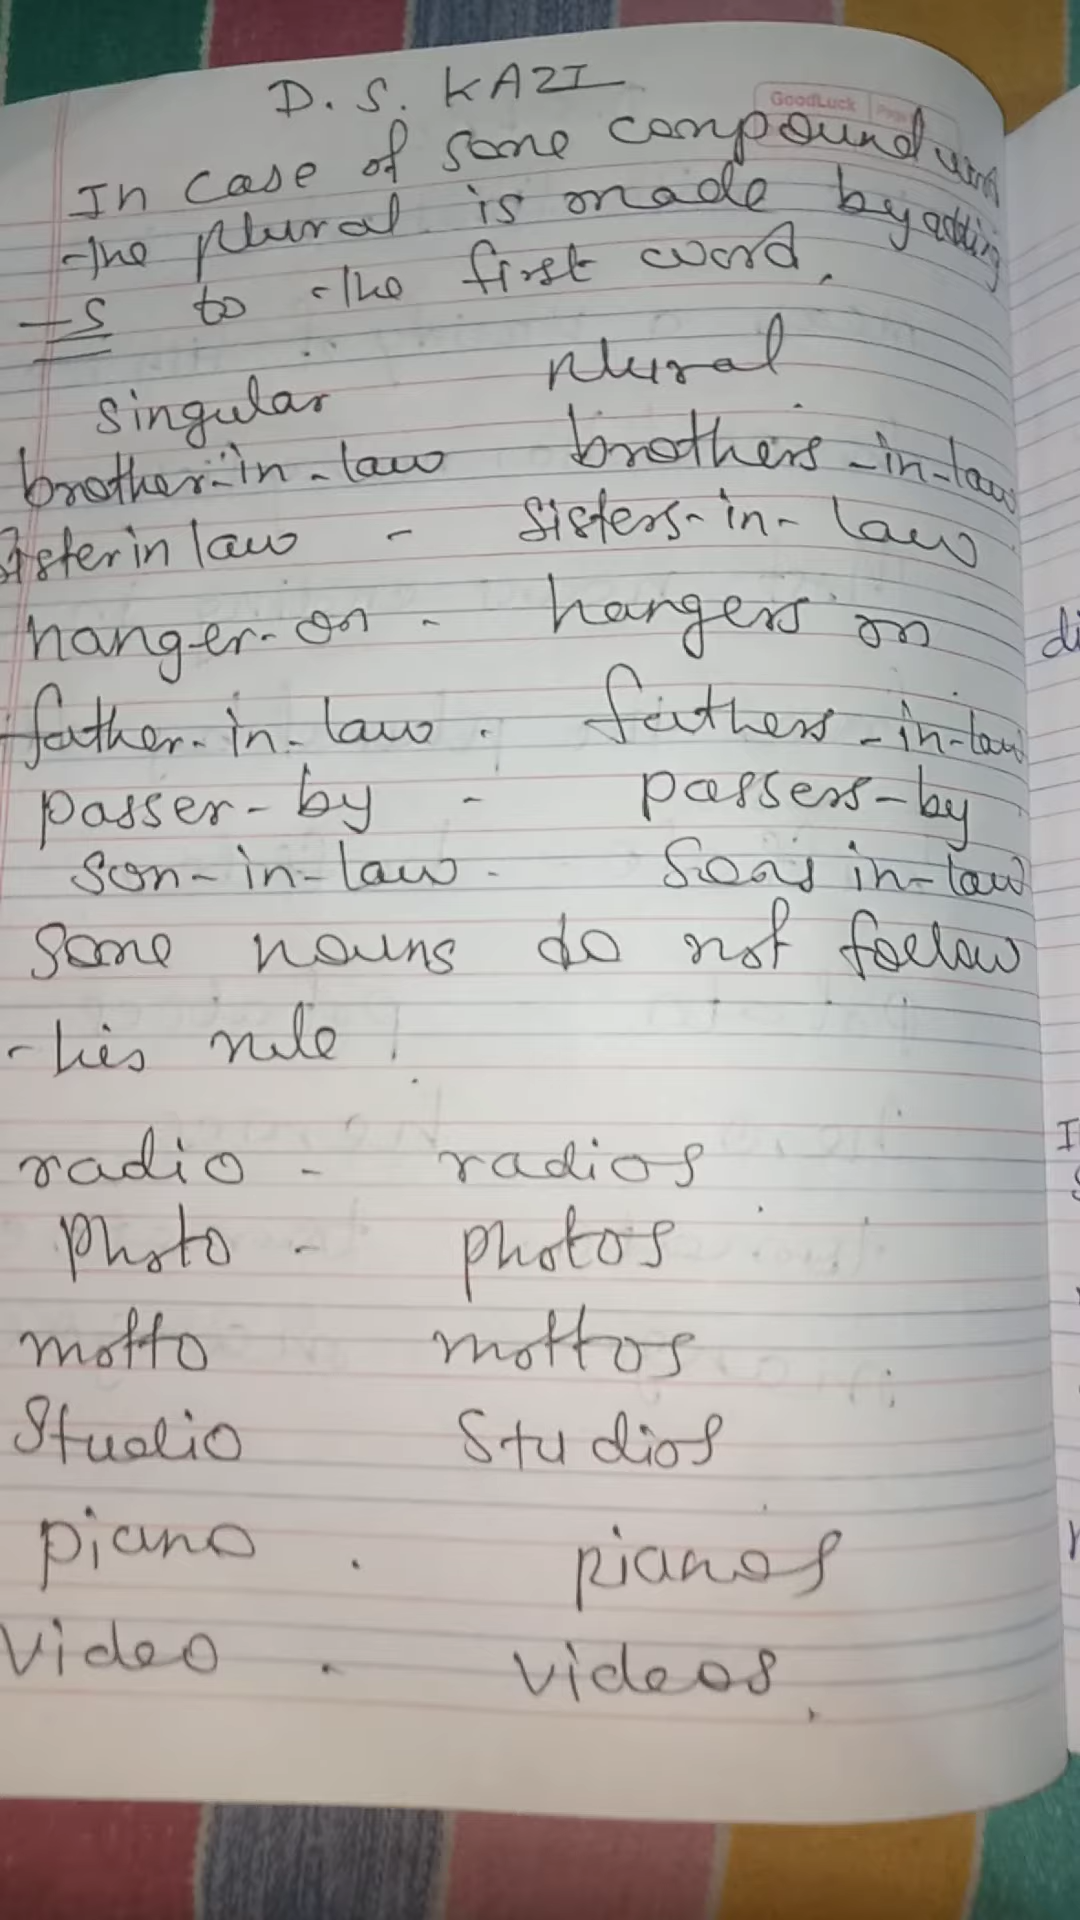 D. S. KAZI
GoodLuck
In case of some compound
the plural is made by adding
-s to the first word.
Singular plural
brother-in-law brothers-in-law
Sister in law - Sisters-in-law
hanger-on - hangers on
father-in-law. fathers-in-law
passer-by - passers-by
son-in-law - Sons in-law
Some nouns do not follow
this rule.
radio - radios
photo - photos
motto mottos
Studio Studios
piano . pianos
video . videos.